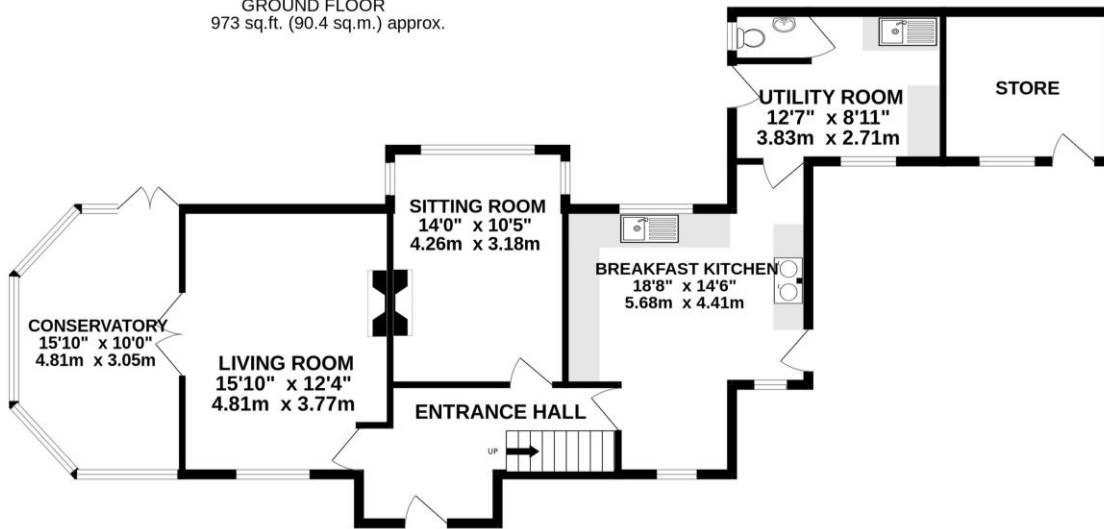 GROUND FLOOR
973 sq.ft. (90.4 sq.m.) approx.
STORE
UTILITY ROOM
12'7" x 8'11"
3.83m x 2.71m
SITTING ROOM
14'0" x 10'5"
4.26m x 3.18m
BREAKFAST KITCHEN
18'8" x 14'6"
5.68m x 4.41m
CONSERVATORY
15'10" x 10'0"
4.81m x 3.05m
LIVING ROOM
15'10" x 12'4"
4.81m x 3.77m
ENTRANCE HALL
UP